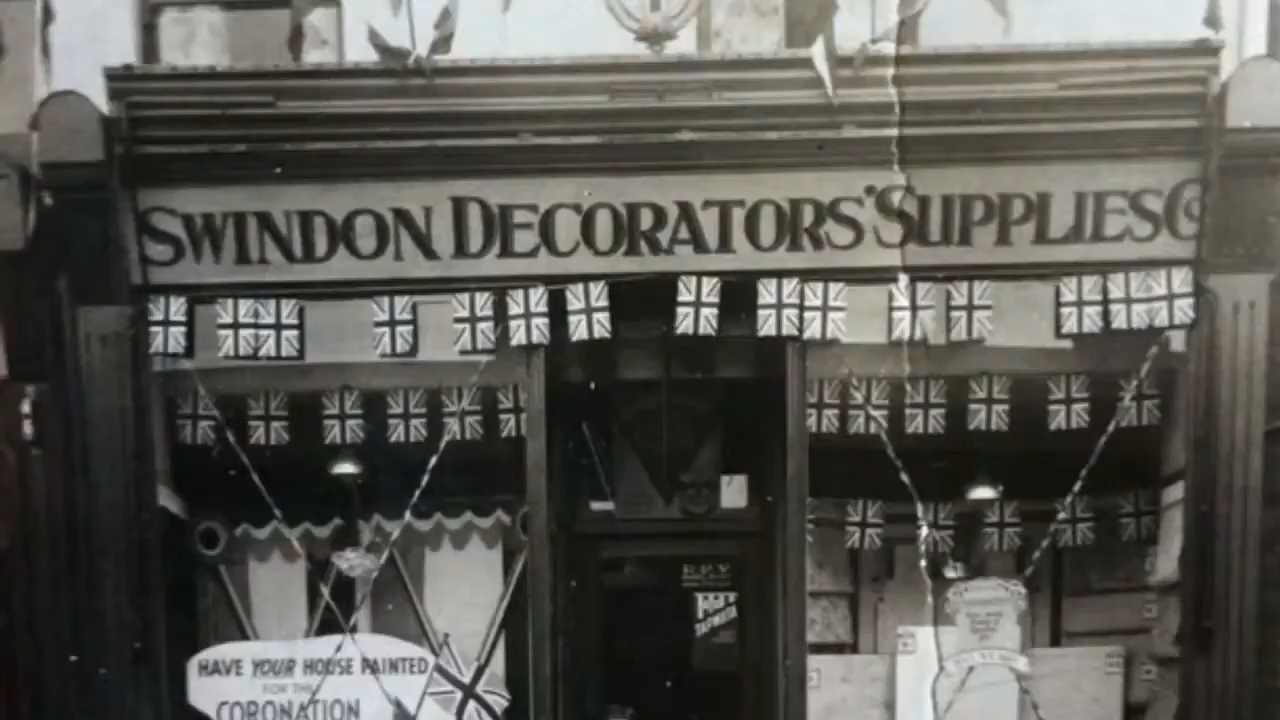 SWINDON DECORATORS' SUPPLIES Co
HAVE YOUR HOUSE PAINTED
FOR THE
CORONATION